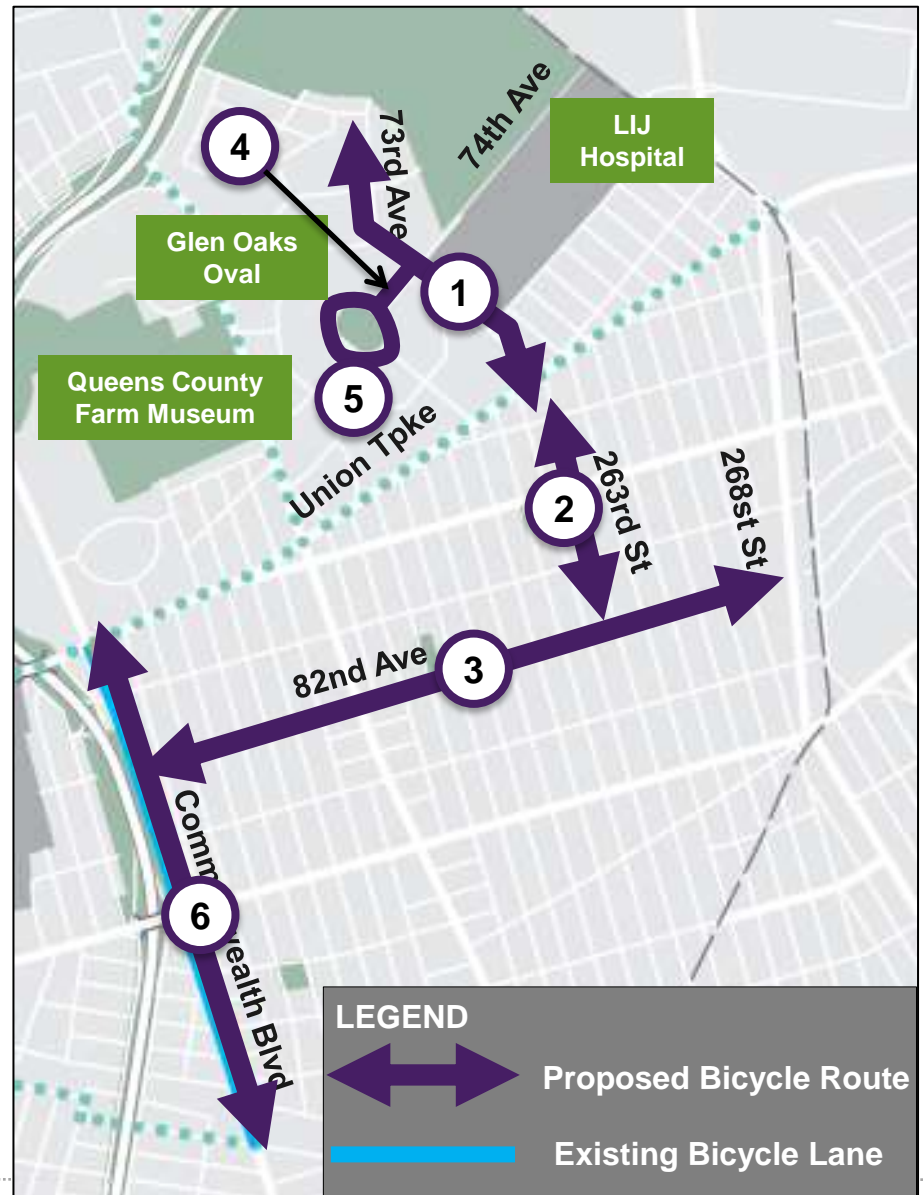 74th Ave
LIJ
Hospital
73rd Ave
4
Glen Oaks
Oval
1
Queens County
Farm Museum
5
Union Tpke
2
263rd St
268st St
82nd Ave
3
Comm wealth Blvd
6
LEGEND
Proposed Bicycle Route
Existing Bicycle Lane